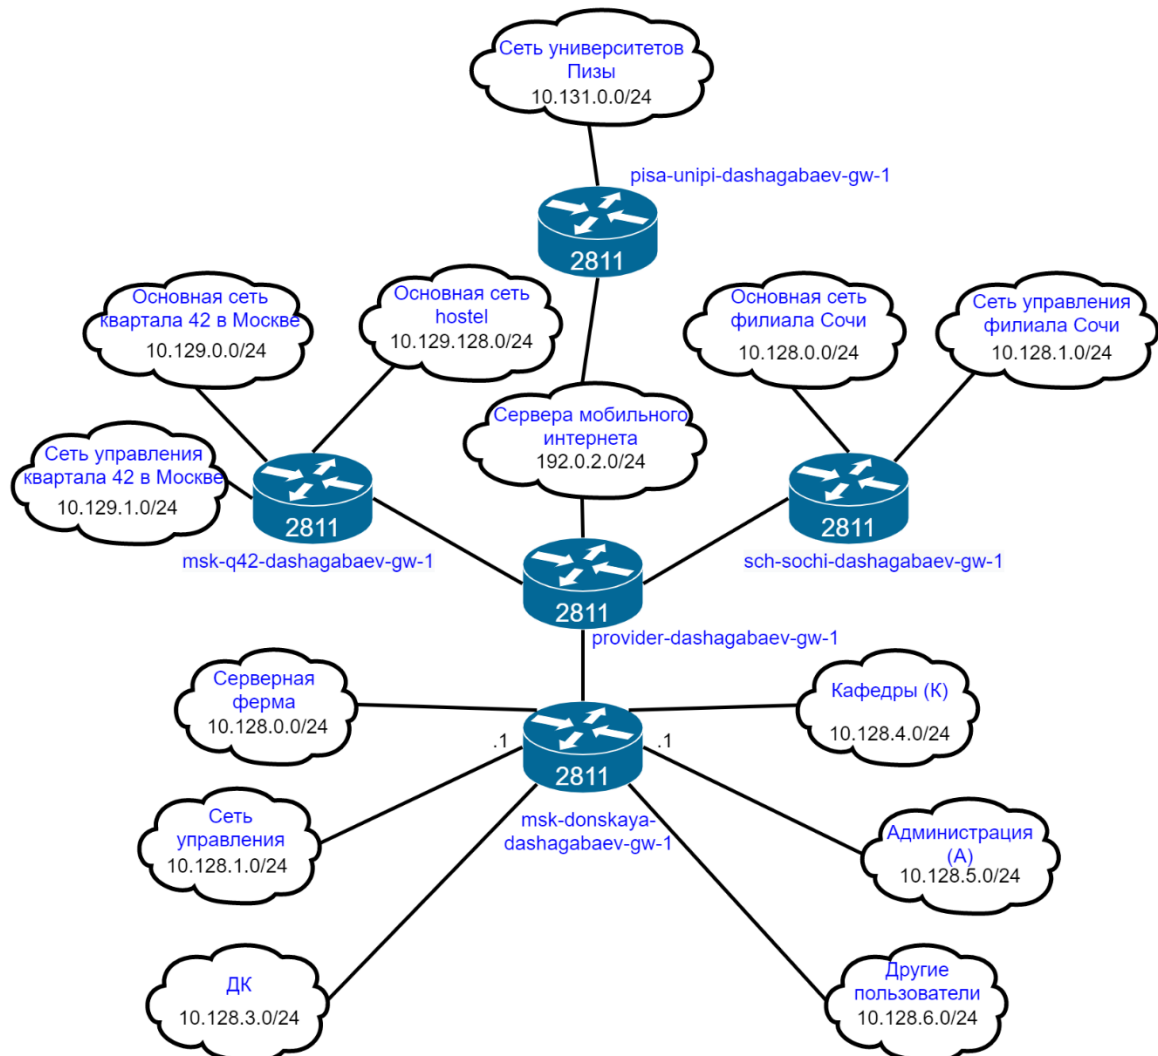 Сеть университетов
Пизы
10.131.0.0/24
pisa-unipi-dashagabaev-gw-1
2811
Основная сеть
квартала 42 в Москве
10.129.0.0/24
Основная сеть
hostel
10.129.128.0/24
Основная сеть
филиала Сочи
10.128.0.0/24
Сеть управления
филиала Сочи
10.128.1.0/24
Сервера мобильного
интернета
192.0.2.0/24
Сеть управления
квартала 42 в Москве
10.129.1.0/24
2811
msk-q42-dashagabaev-gw-1
2811
sch-sochi-dashagabaev-gw-1
2811
provider-dashagabaev-gw-1
Серверная
ферма
10.128.0.0/24
Кафедры (К)
10.128.4.0/24
.1
.1
2811
msk-donskaya-
dashagabaev-gw-1
Сеть
управления
10.128.1.0/24
Администрация
(А)
10.128.5.0/24
ДК
10.128.3.0/24
Другие
пользователи
10.128.6.0/24